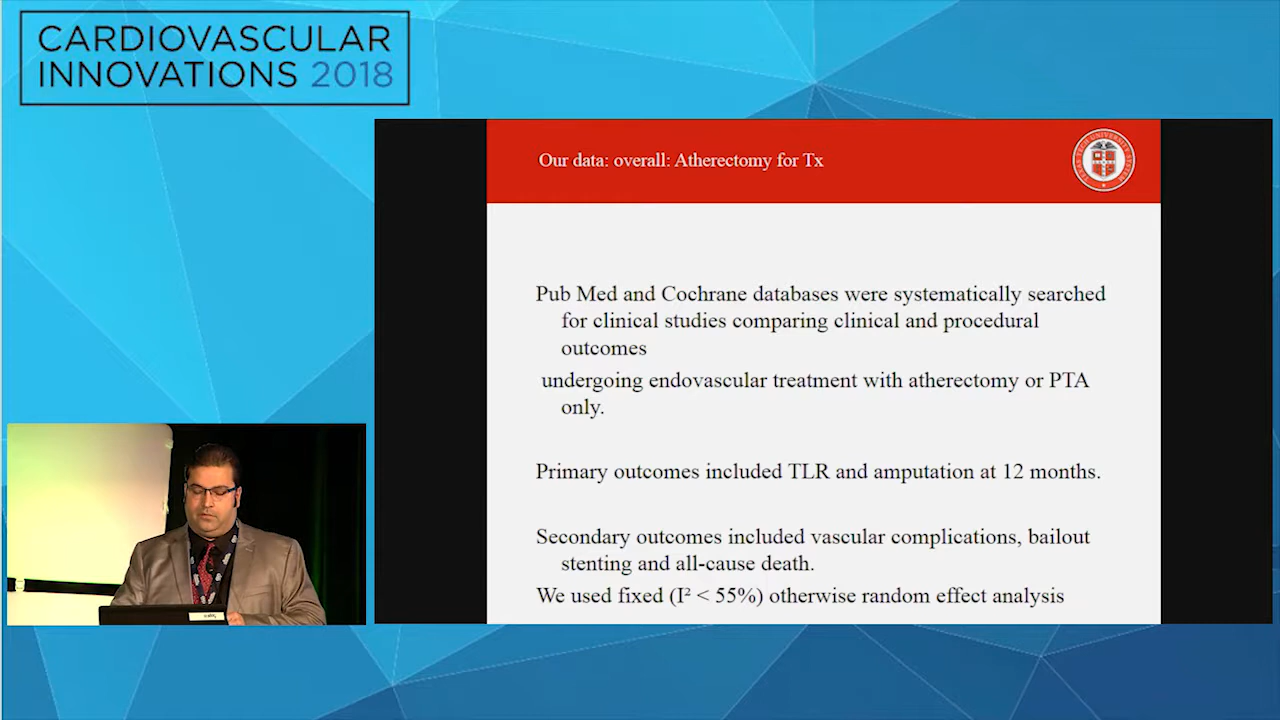 CARDIOVASCULAR
INNOVATIONS 2018
Our data: overall: Atherectomy for Tx
Pub Med and Cochrane databases were systematically searched
for clinical studies comparing clinical and procedural
outcomes
undergoing endovascular treatment with atherectomy or PTA
only.
Primary outcomes included TLR and amputation at 12 months.
Secondary outcomes included vascular complications, bailout
stenting and all-cause death.
We used fixed (I² < 55%) otherwise random effect analysis